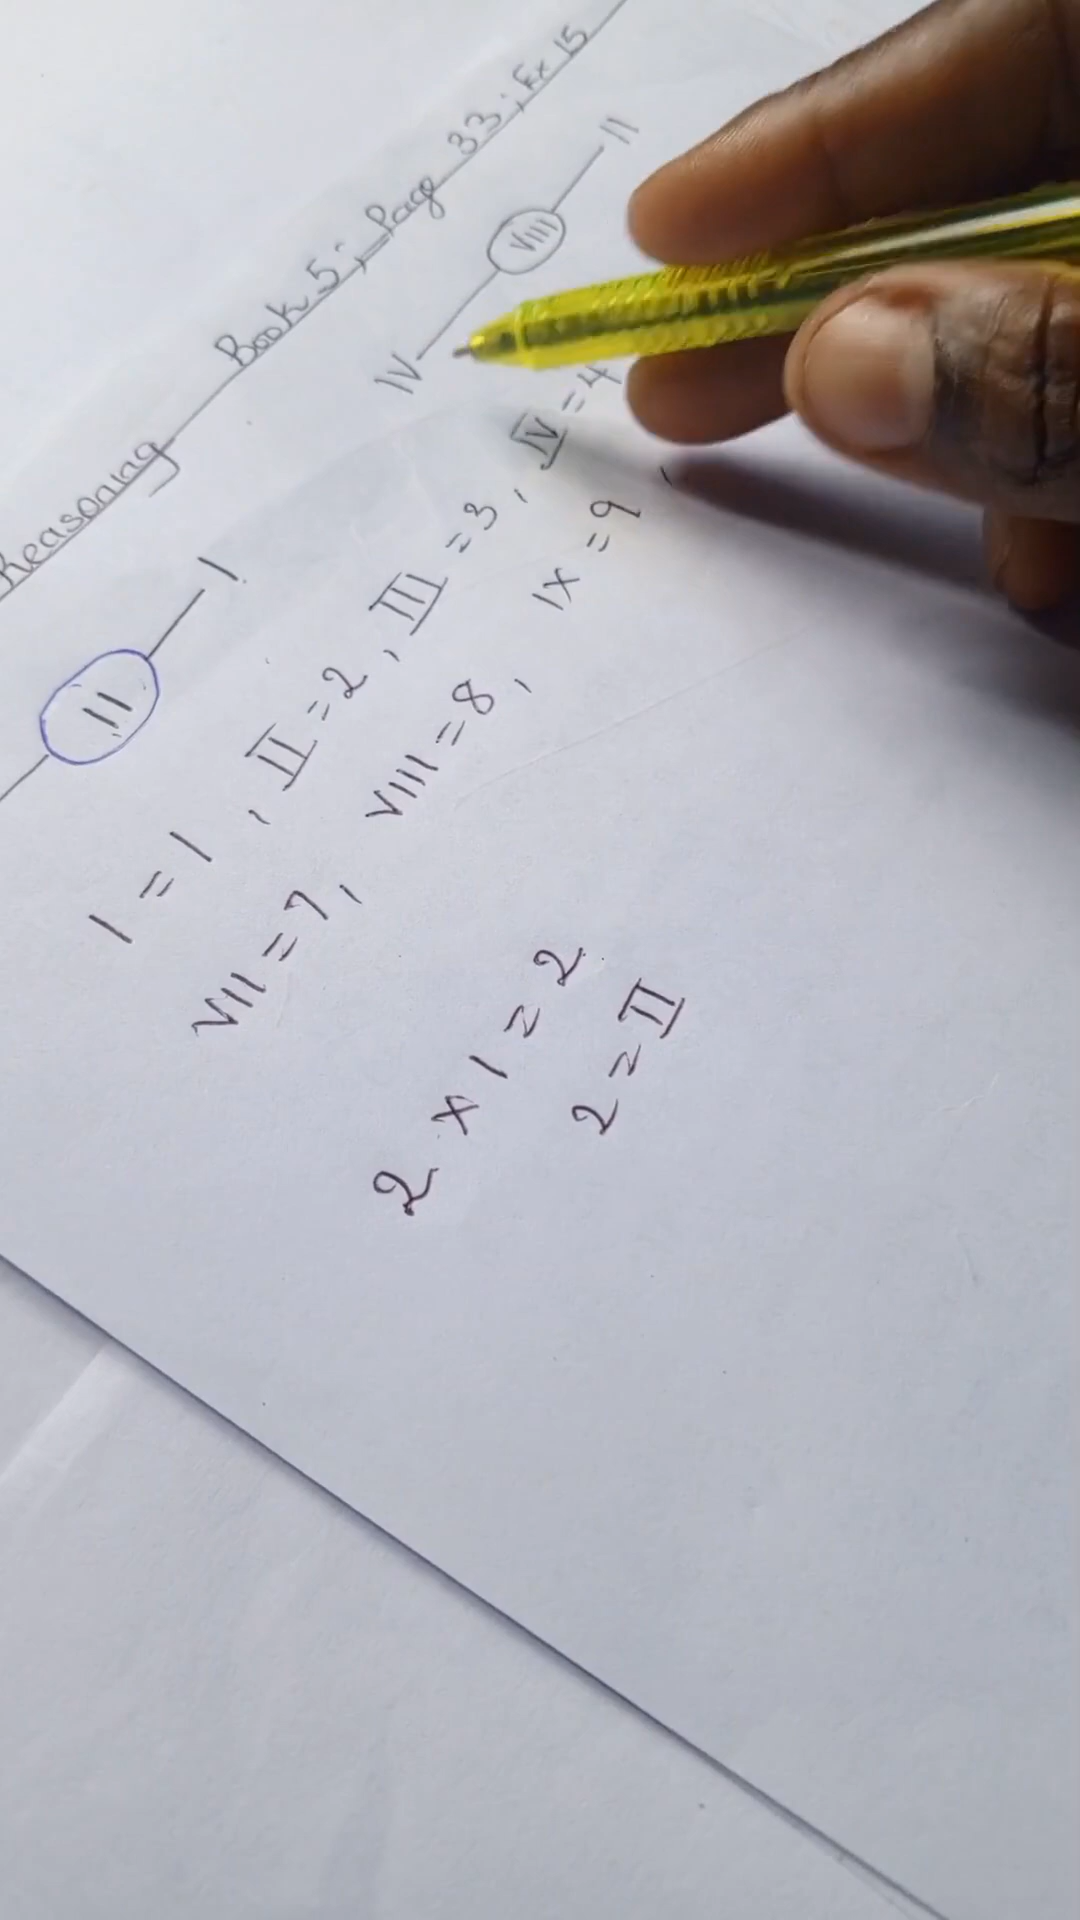 Reasoning Book 5; Page 33; Ex 15
II I
IV VIII II
I = 1, II = 2, III = 3, IV = 4
VII = 7, VIII = 8, IX = 9,
2 x 1 = 2
2 = II